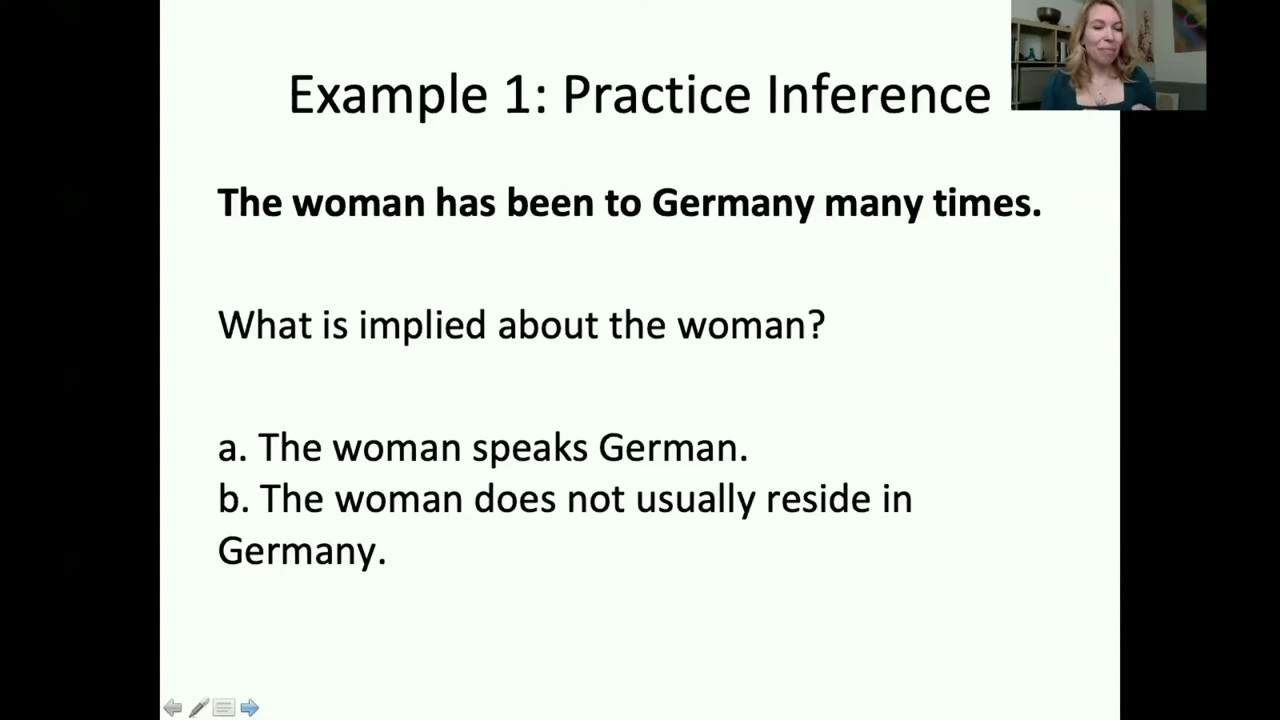 Example 1: Practice Inference
The woman has been to Germany many times.
What is implied about the woman?
a. The woman speaks German.
b. The woman does not usually reside in
Germany.